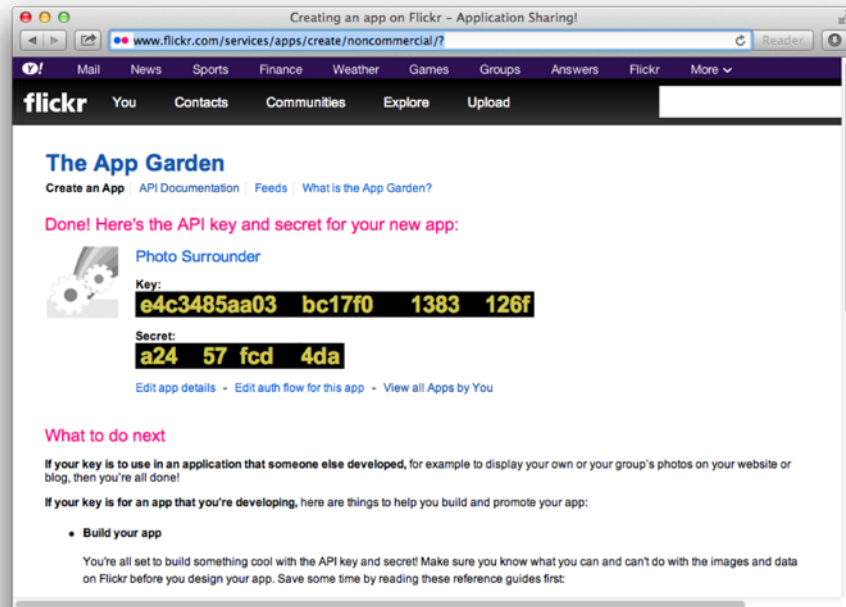 Creating an app on Flickr – Application Sharing!
www.flickr.com/services/apps/create/noncommercial/?
Reader
Y! Mail News Sports Finance Weather Games Groups Answers Flickr More
flickr You Contacts Communities Explore Upload
The App Garden
Create an App API Documentation Feeds What is the App Garden?
Done! Here's the API key and secret for your new app:
Photo Surrounder
Key:
e4c3485aa03 bc17f0 1383 126f
Secret:
a24 57 fcd 4da
Edit app details - Edit auth flow for this app - View all Apps by You
What to do next
If your key is to use in an application that someone else developed, for example to display your own or your group's photos on your website or
blog, then you're all done!
If your key is for an app that you're developing, here are things to help you build and promote your app:
• Build your app
You're all set to build something cool with the API key and secret! Make sure you know what you can and can't do with the images and data
on Flickr before you design your app. Save some time by reading these reference guides first: